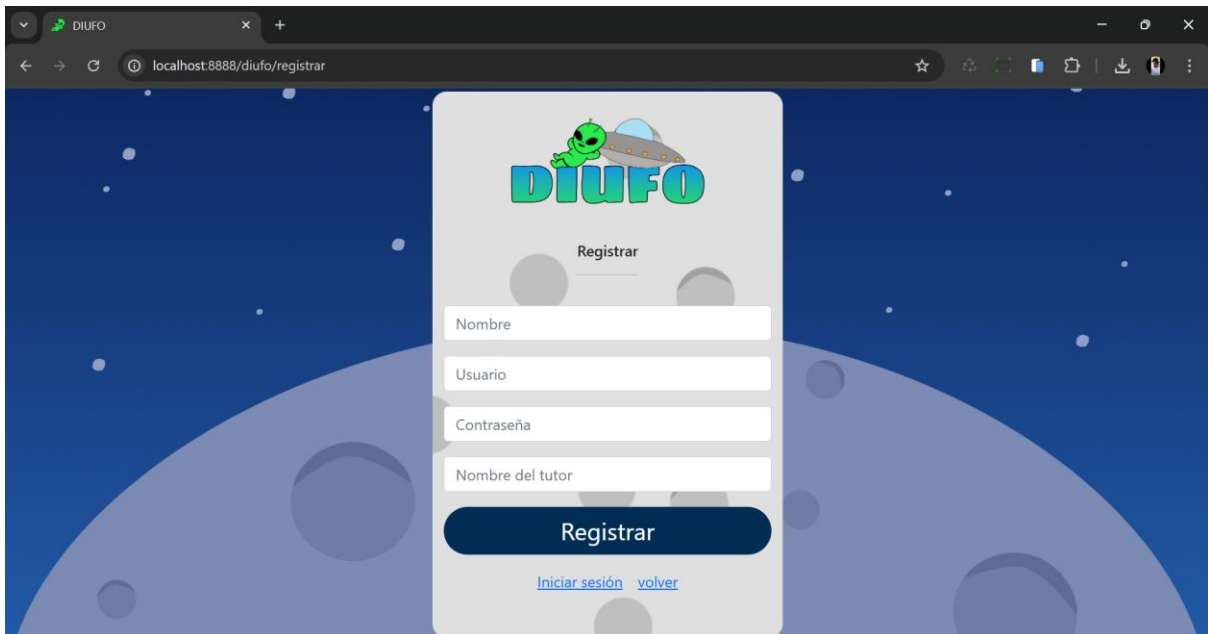 DIUFO
localhost:8888/diufo/registrar
DIUFO
Registrar
Nombre
Usuario
Contraseña
Nombre del tutor
Registrar
Iniciar sesión volver